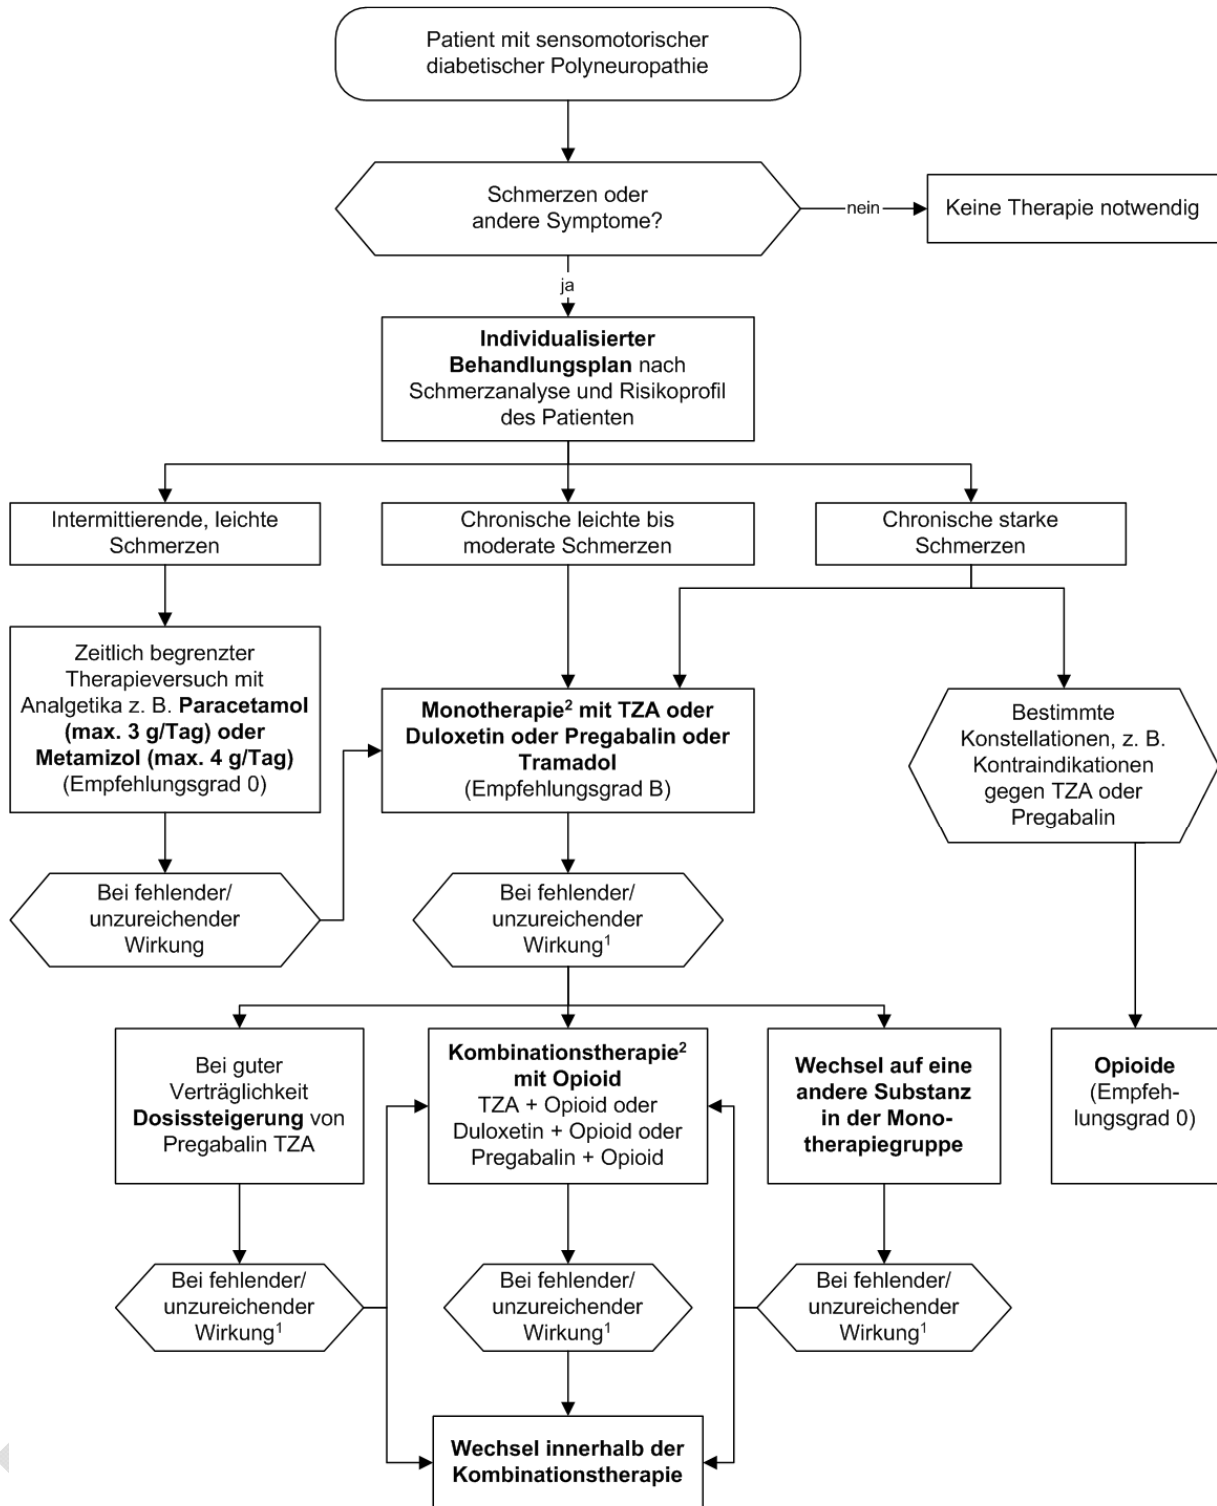 Patient mit sensomotorischer
diabetischer Polyneuropathie
Schmerzen oder
andere Symptome?
nein
Keine Therapie notwendig
ja
Individualisierter
Behandlungsplan nach
Schmerzanalyse und Risikoprofil
des Patienten
Intermittierende, leichte
Schmerzen
Chronische leichte bis
moderate Schmerzen
Chronische starke
Schmerzen
Zeitlich begrenzter
Therapieversuch mit
Analgetika z. B. Paracetamol
(max. 3 g/Tag) oder
Metamizol (max. 4 g/Tag)
(Empfehlungsgrad 0)
Monotherapie² mit TZA oder
Duloxetin oder Pregabalin oder
Tramadol
(Empfehlungsgrad B)
Bestimmte
Konstellationen, z. B.
Kontraindikationen
gegen TZA oder
Pregabalin
Bei fehlender/
unzureichender
Wirkung
Bei fehlender/
unzureichender
Wirkung¹
Bei guter
Verträglichkeit
Dosissteigerung von
Pregabalin TZA
Kombinationstherapie²
mit Opioid
TZA + Opioid oder
Duloxetin + Opioid oder
Pregabalin + Opioid
Wechsel auf eine
andere Substanz
in der Mono-
therapiegruppe
Opioide
(Empfeh-
lungsgrad 0)
Bei fehlender/
unzureichender
Wirkung¹
Bei fehlender/
unzureichender
Wirkung¹
Bei fehlender/
unzureichender
Wirkung¹
Wechsel innerhalb der
Kombinationstherapie